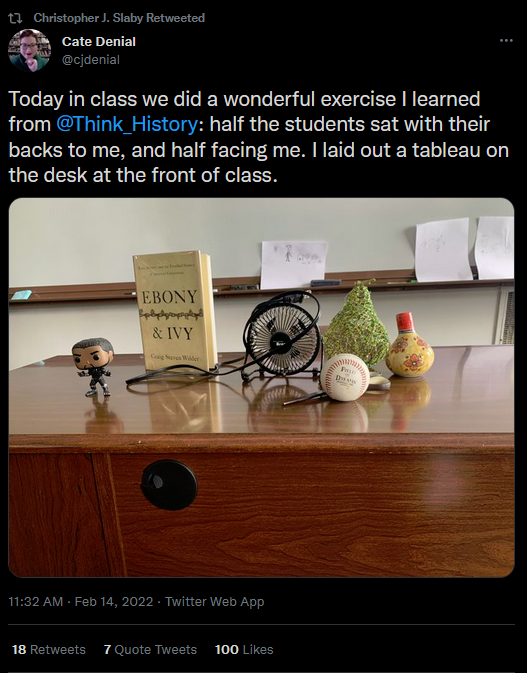 Christopher J. Slaby Retweeted
Cate Denial
@cjdenial
Today in class we did a wonderful exercise I learned
from @Think_History: half the students sat with their
backs to me, and half facing me. I laid out a tableau on
the desk at the front of class.
EBONY
& IVY
Craig Steven Wilder
FIELD
OF
DREAMS
11:32 AM · Feb 14, 2022 · Twitter Web App
18 Retweets 7 Quote Tweets 100 Likes